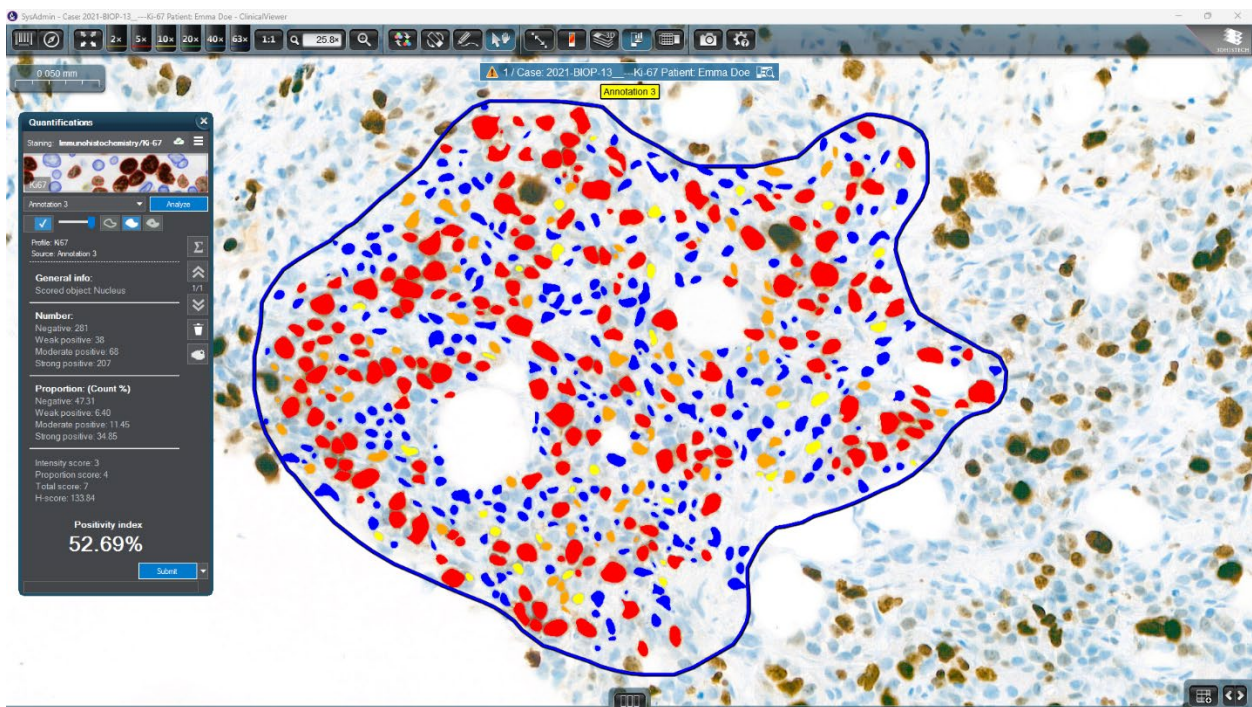 SysAdmin - Case: 2021-BIOP-13__---Ki-67 Patient: Emma Doe - ClinicalViewer
2× 5× 10× 20× 40× 63× 1:1 25.8× 3D
3DHISTECH
0.050 mm
1 / Case: 2021-BIOP-13__---Ki-67 Patient: Emma Doe
Annotation 3
Quantifications
Staining: Immunohistochemistry/Ki-67
Ki67
Annotation 3 Analyse
Profile: Ki67
Source: Annotation 3
Σ
General info:
Scored object: Nucleus
1/1
Number:
Negative: 281
Weak positive: 38
Moderate positive: 68
Strong positive: 207
Proportion: (Count %)
Negative: 47.31
Weak positive: 6.40
Moderate positive: 11.45
Strong positive: 34.85
Intensity score: 3
Proportion score: 4
Total score: 7
H-score: 133.84
Positivity index
52.69%
Submit